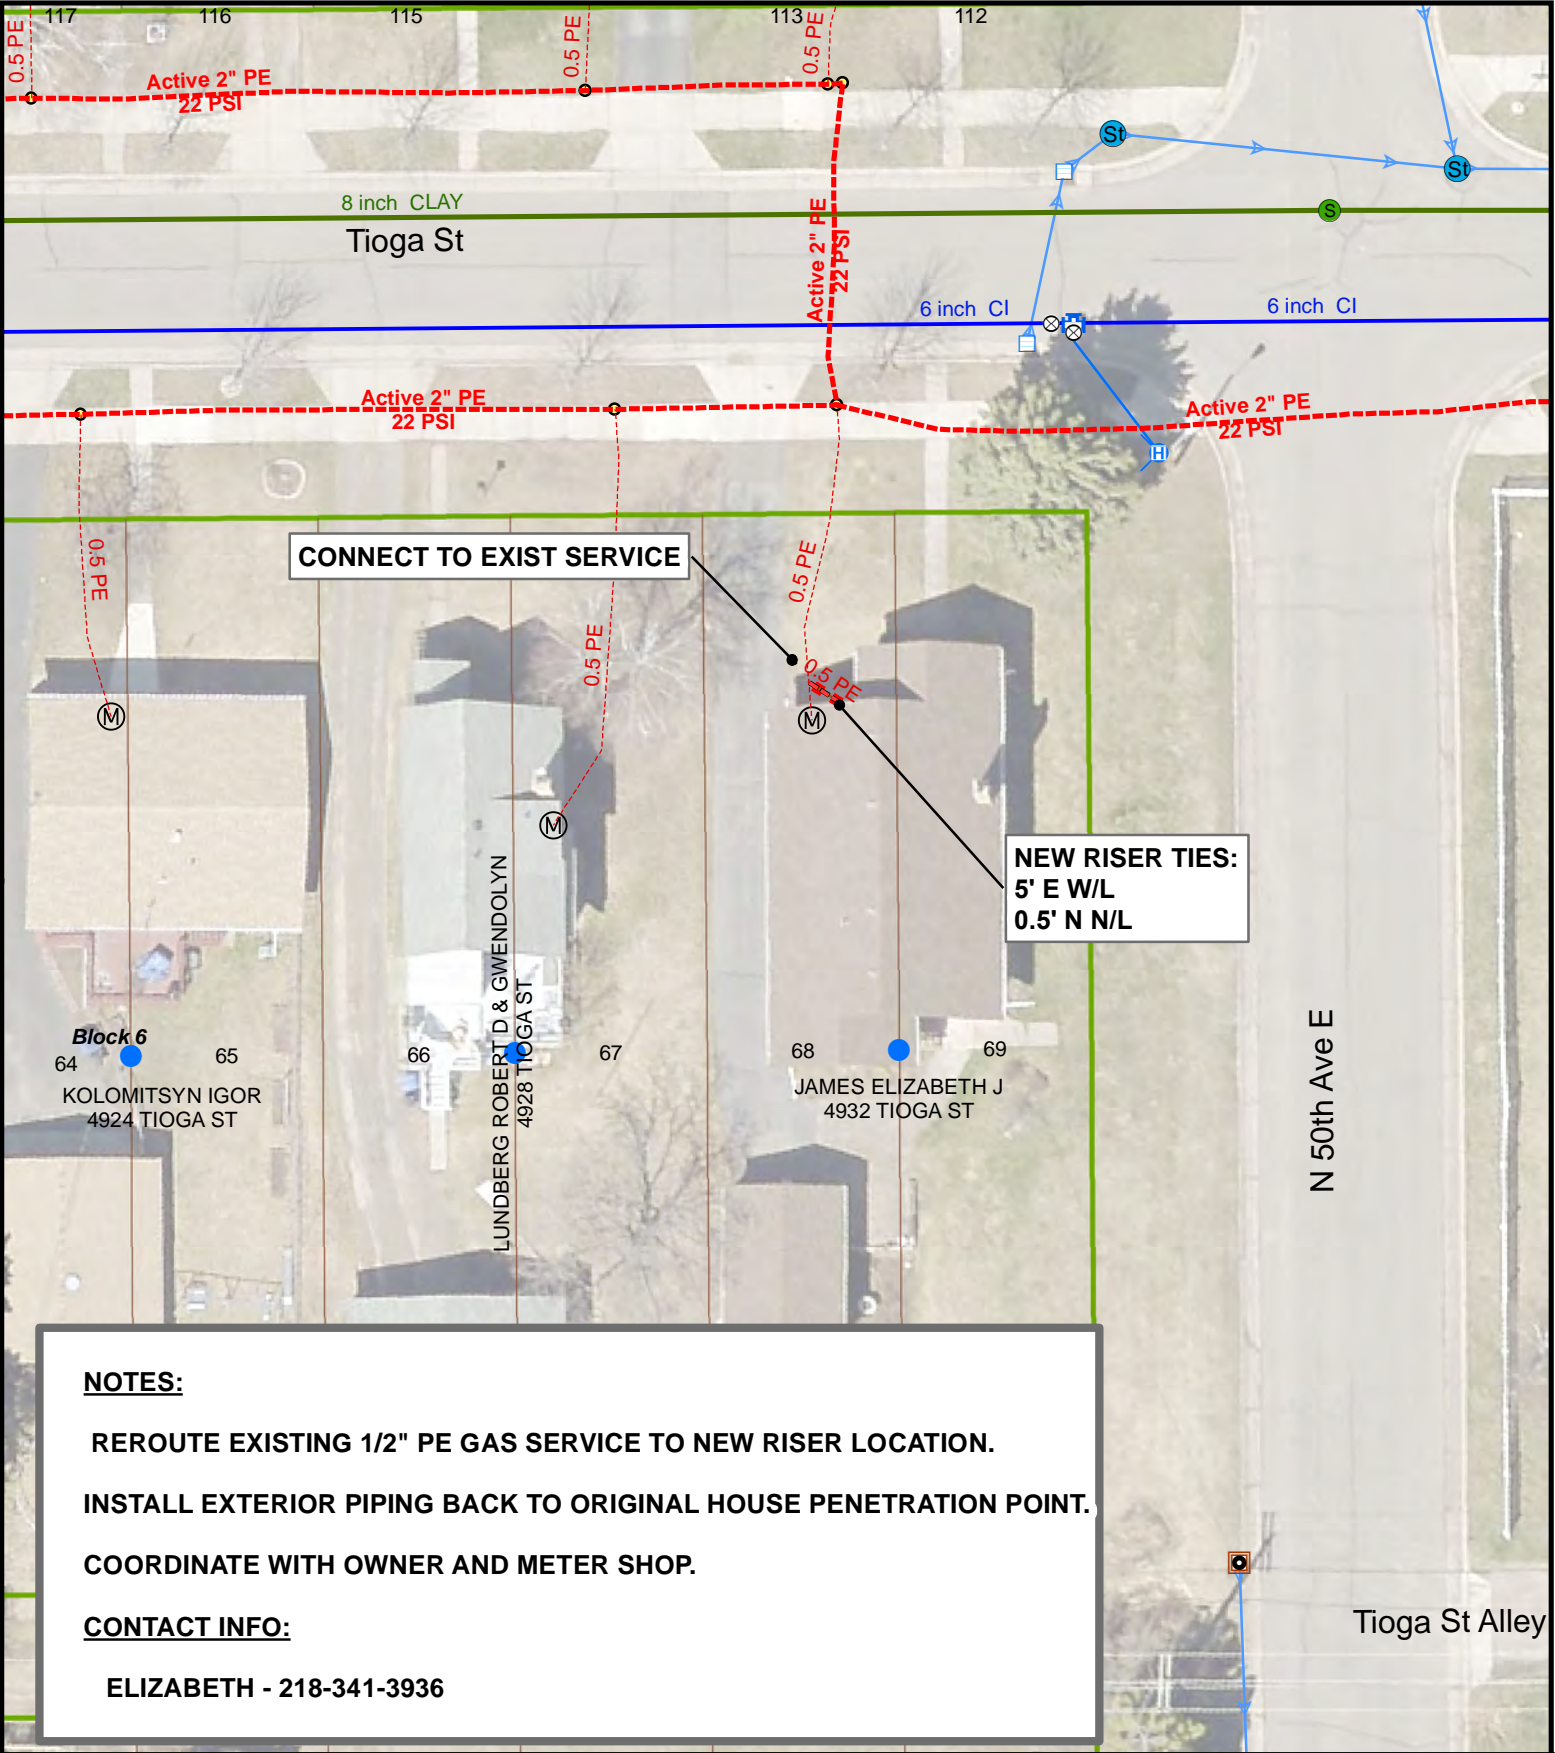 117
116
115
113
112
0.5 PE
0.5 PE
0.5 PE
Active 2" PE
22 PSI
St
St
8 inch CLAY
S
Tioga St
Active 2" PE
22 PSI
6 inch CI
6 inch CI
Active 2" PE
22 PSI
Active 2" PE
22 PSI
H
CONNECT TO EXIST SERVICE
0.5 PE
0.5 PE
0.5 PE
0.5 PE
M
M
M
NEW RISER TIES:
5' E W/L
0.5' N N/L
LUNDBERG ROBERT D & GWENDOLYN
4928 TIOGA ST
N 50th Ave E
Block 6
64
65
66
67
68
69
KOLOMITSYN IGOR
4924 TIOGA ST
JAMES ELIZABETH J
4932 TIOGA ST
NOTES:
REROUTE EXISTING 1/2" PE GAS SERVICE TO NEW RISER LOCATION.
INSTALL EXTERIOR PIPING BACK TO ORIGINAL HOUSE PENETRATION POINT.
COORDINATE WITH OWNER AND METER SHOP.
CONTACT INFO:
ELIZABETH - 218-341-3936
Tioga St Alley